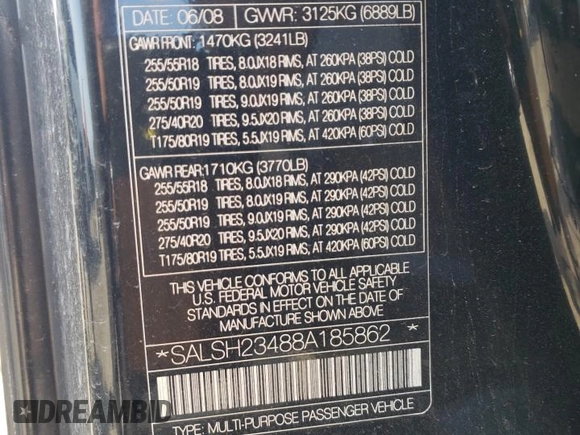 DATE: 06/08 GVWR: 3125KG (6889LB)
GAWR FRONT: 1470KG (3241LB)
255/55R18 TIRES, 8.0JX18 RIMS, AT 260KPA (38PSI) COLD
255/50R19 TIRES, 8.0JX19 RIMS, AT 260KPA (38PSI) COLD
255/50R19 TIRES, 9.0JX19 RIMS, AT 260KPA (38PSI) COLD
275/40R20 TIRES, 9.5JX20 RIMS, AT 260KPA (38PSI) COLD
T175/80R19 TIRES, 5.5JX19 RIMS, AT 420KPA (60PSI) COLD
GAWR REAR: 1710KG (3770LB)
255/55R18 TIRES, 8.0JX18 RIMS, AT 290KPA (42PSI) COLD
255/50R19 TIRES, 8.0JX19 RIMS, AT 290KPA (42PSI) COLD
255/50R19 TIRES, 9.0JX19 RIMS, AT 290KPA (42PSI) COLD
275/40R20 TIRES, 9.5JX20 RIMS, AT 290KPA (42PSI) COLD
T175/80R19 TIRES, 5.5JX19 RIMS, AT 420KPA (60PSI) COLD
THIS VEHICLE CONFORMS TO ALL APPLICABLE
U.S. FEDERAL MOTOR VEHICLE SAFETY
STANDARDS IN EFFECT ON THE DATE OF
MANUFACTURE SHOWN ABOVE
*SALSH23488A185862*
TYPE: MULTI-PURPOSE PASSENGER VEHICLE
DREAMBID